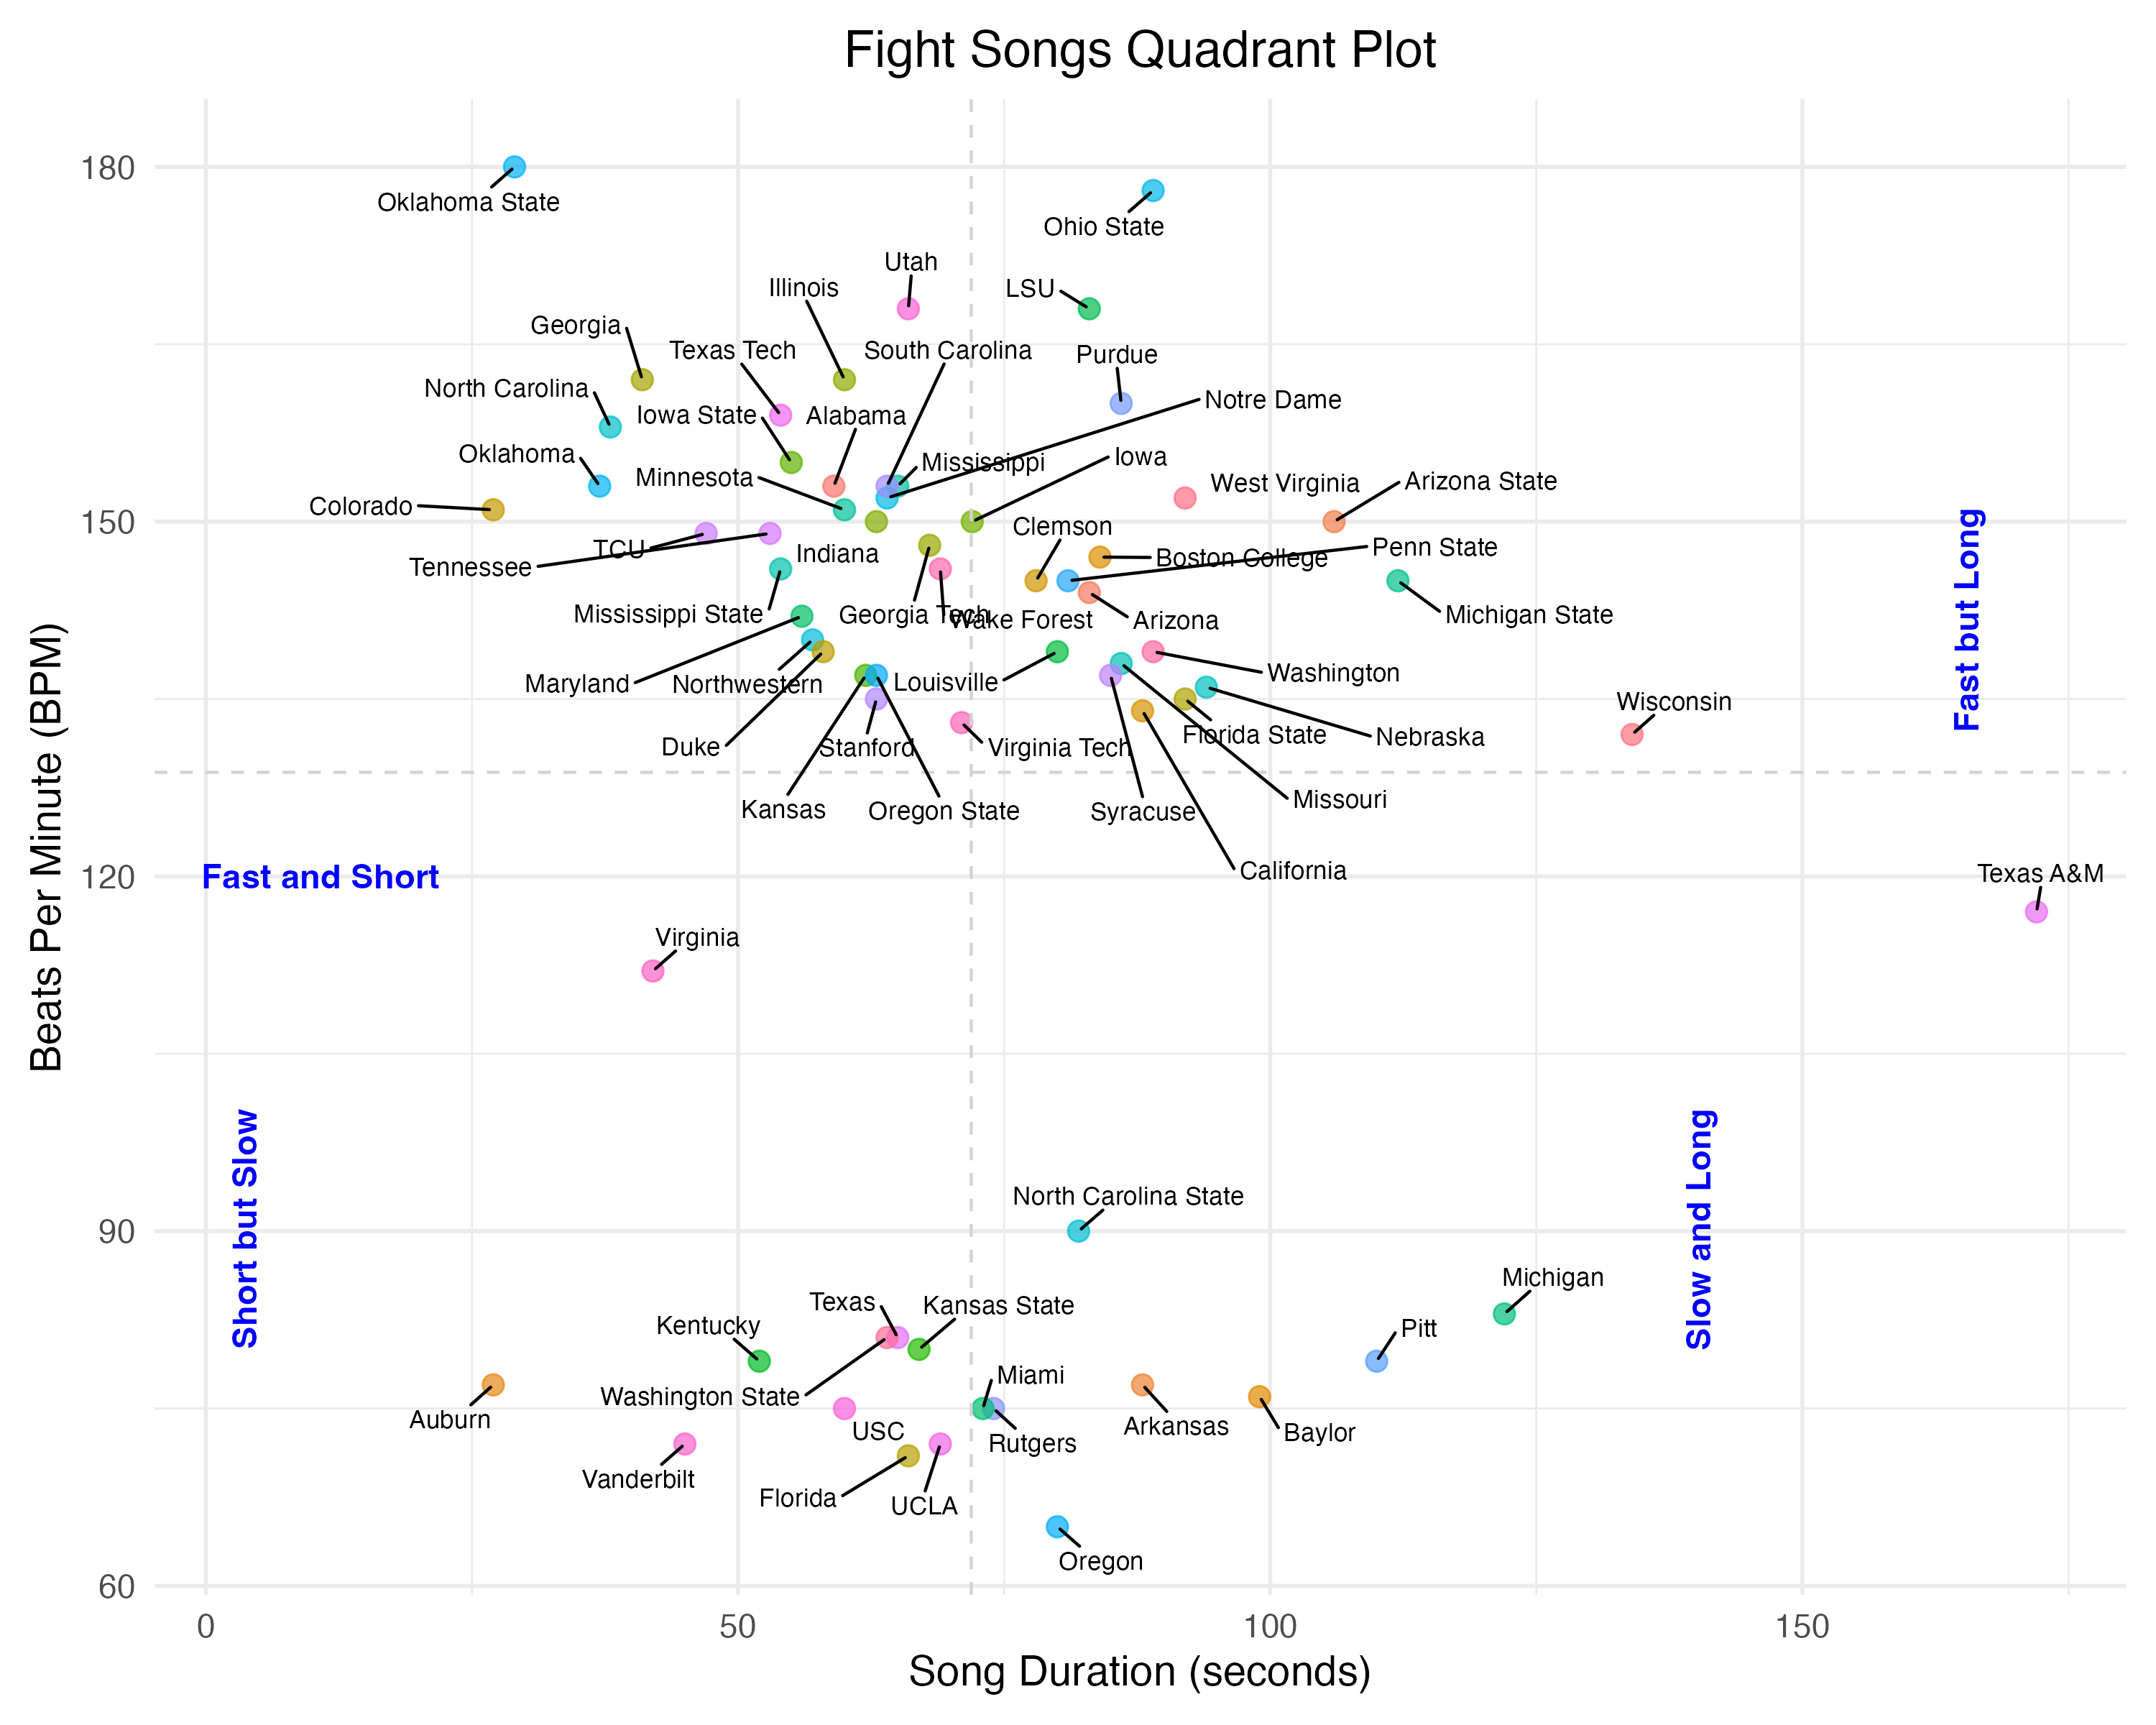 Fight Songs Quadrant Plot
180
Oklahoma State
Ohio State
Utah
LSU
Illinois
Georgia
Texas Tech
South Carolina
Purdue
North Carolina
Notre Dame
Iowa State
Alabama
Oklahoma
Mississippi
Iowa
Minnesota
West Virginia
Arizona State
Colorado
150
Clemson
TCU
Indiana
Boston College
Penn State
Tennessee
Mississippi State
Georgia Tech
Wake Forest
Arizona
Michigan State
Fast but Long
Maryland
Northwestern
Louisville
Washington
Wisconsin
Duke
Stanford
Virginia Tech
Florida State
Nebraska
Kansas
Oregon State
Syracuse
Missouri
California
Texas A&M
120
Fast and Short
Virginia
Beats Per Minute (BPM)
Short but Slow
Slow and Long
North Carolina State
90
Michigan
Texas
Kansas State
Kentucky
Pitt
Washington State
Miami
Auburn
USC
Rutgers
Arkansas
Baylor
Vanderbilt
Florida
UCLA
Oregon
60
0
50
100
150
Song Duration (seconds)